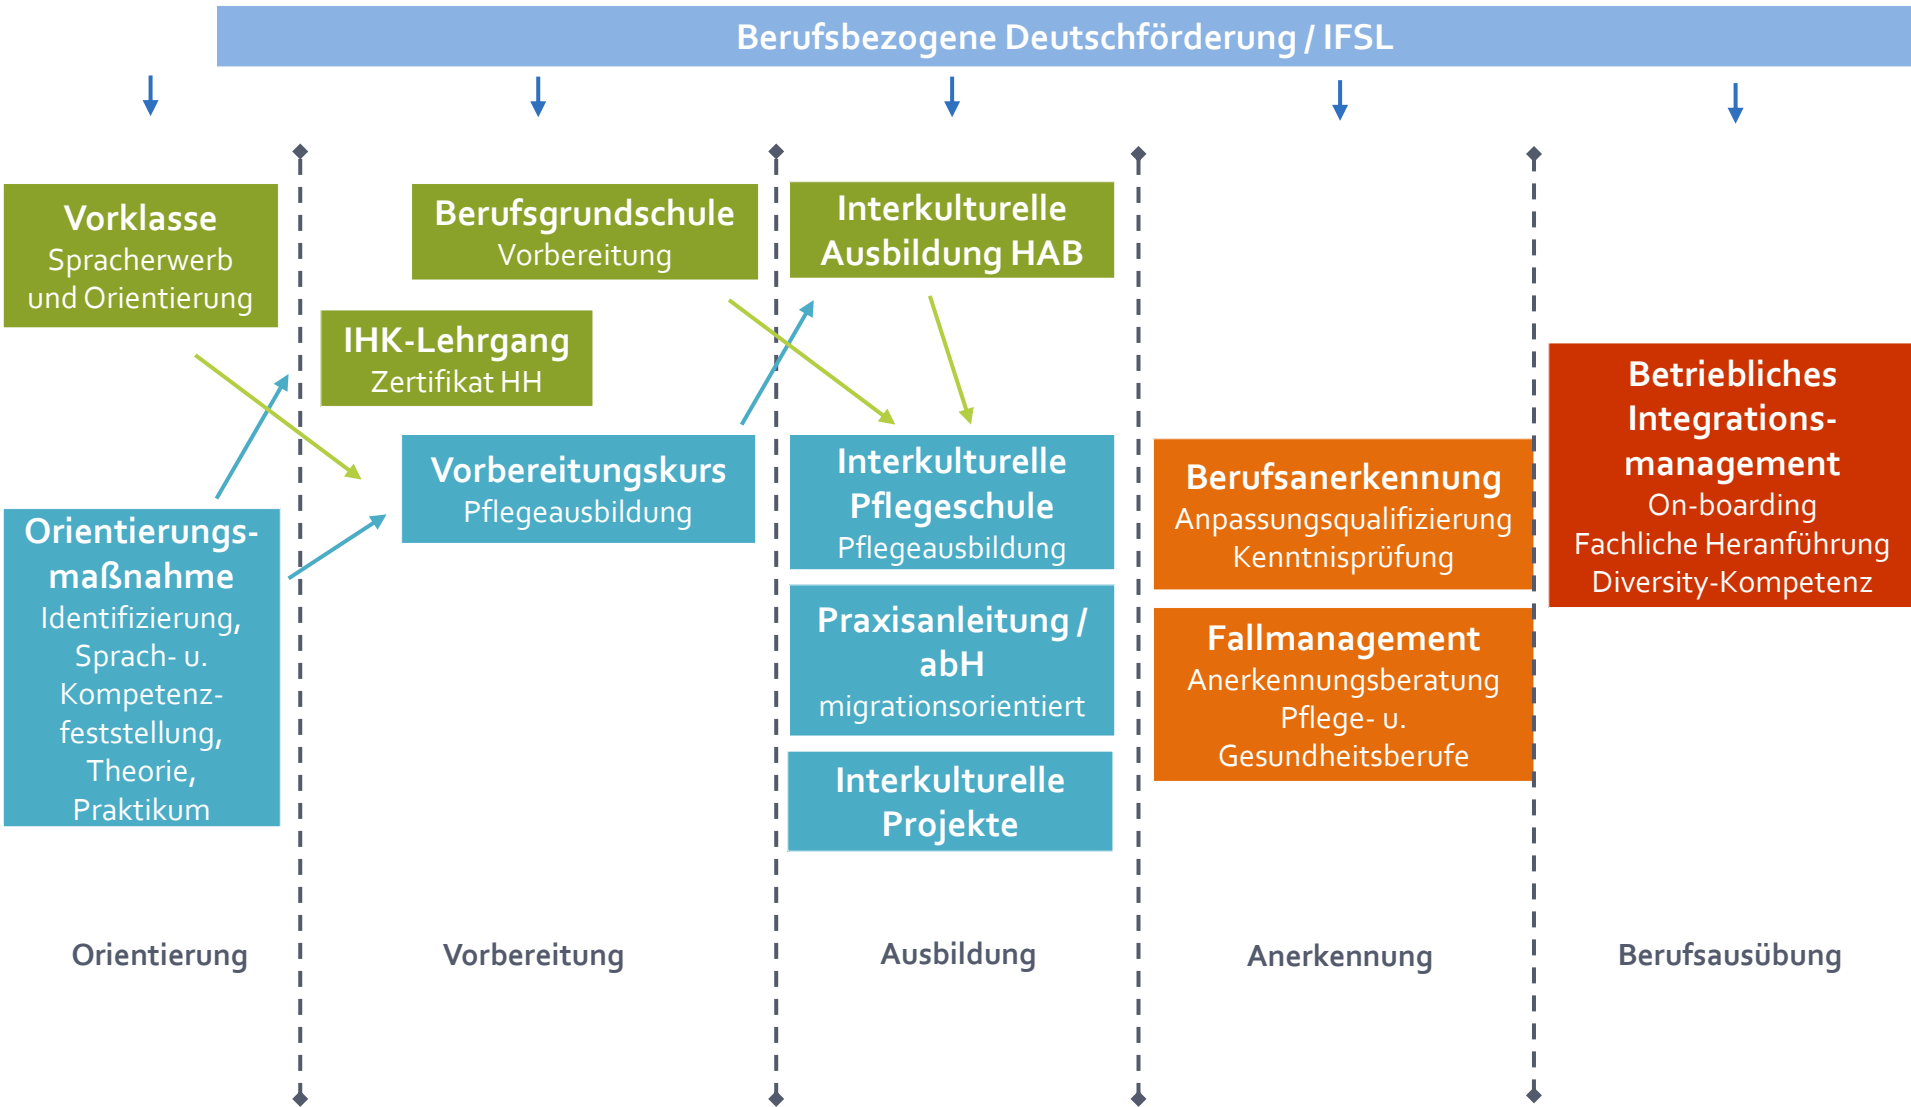 Berufsbezogene Deutschförderung / IFSL
Vorklasse
Spracherwerb
und Orientierung
Orientierungs-
maßnahme
Identifizierung,
Sprach- u.
Kompetenz-
feststellung,
Theorie,
Praktikum
Berufsgrundschule
Vorbereitung
IHK-Lehrgang
Zertifikat HH
Vorbereitungskurs
Pflegeausbildung
Interkulturelle
Ausbildung HAB
Interkulturelle
Pflegeschule
Pflegeausbildung
Praxisanleitung /
abH
migrationsorientiert
Interkulturelle
Projekte
Berufsanerkennung
Anpassungsqualifizierung
Kenntnisprüfung
Fallmanagement
Anerkennungsberatung
Pflege- u.
Gesundheitsberufe
Betriebliches
Integrations-
management
On-boarding
Fachliche Heranführung
Diversity-Kompetenz
Orientierung
Vorbereitung
Ausbildung
Anerkennung
Berufsausübung